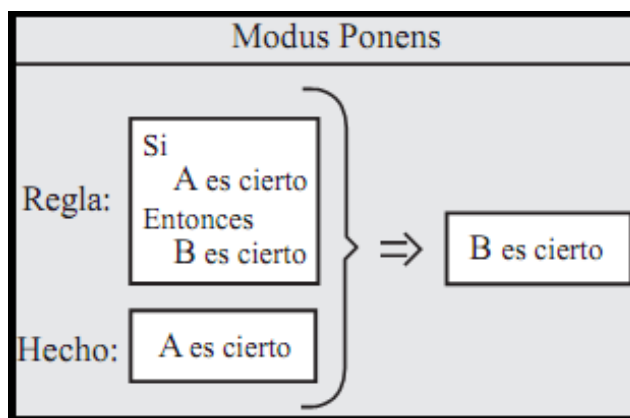 Modus Ponens
Regla:
Si
A es cierto
Entonces
B es cierto
B es cierto
Hecho:
A es cierto